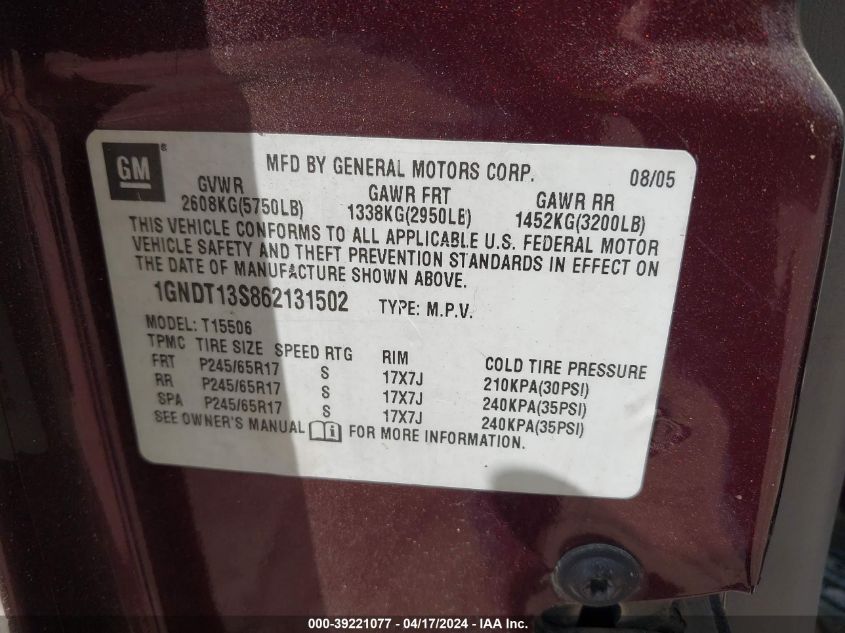 GM®
MFD BY GENERAL MOTORS CORP. 08/05
GVWR GAWR FRT GAWR RR
2608KG(5750LB) 1338KG(2950LB) 1452KG(3200LB)
THIS VEHICLE CONFORMS TO ALL APPLICABLE U.S. FEDERAL MOTOR
VEHICLE SAFETY AND THEFT PREVENTION STANDARDS IN EFFECT ON
THE DATE OF MANUFACTURE SHOWN ABOVE.
1GNDT13S862131502 TYPE: M.P.V.
MODEL: T15506
TPMC TIRE SIZE SPEED RTG RIM COLD TIRE PRESSURE
FRT P245/65R17 S 17X7J 210KPA(30PSI)
RR P245/65R17 S 17X7J 240KPA(35PSI)
SPA P245/65R17 S 17X7J 240KPA(35PSI)
SEE OWNER'S MANUAL FOR MORE INFORMATION.
000-39221077 - 04/17/2024 - IAA Inc.